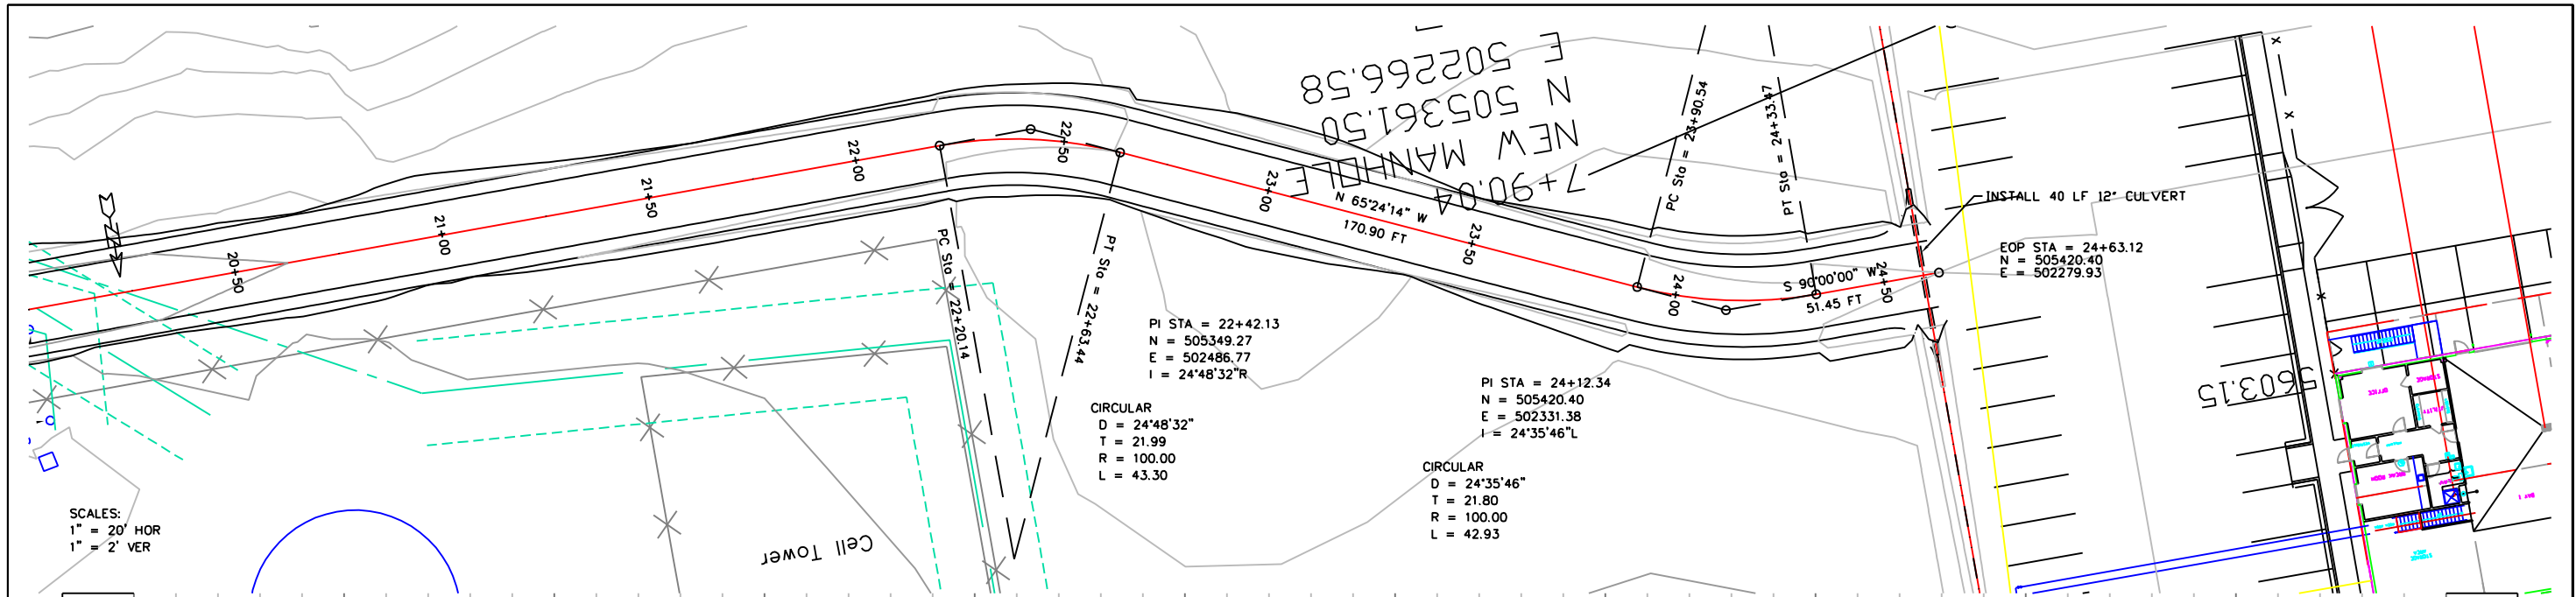 E 502266.58
N 505361.50
NEW MANHOLE
7+90.04
E
20+50
21+00
21+50
22+00
22+50
23+00
23+50
24+00
24+50
PC Sta = 22+20.14
PT Sta = 22+63.44
PC Sta = 23+90.54
PT Sta = 24+33.47
N 65°24'14" W
170.90 FT
S 90°00'00" W
51.45 FT
INSTALL 40 LF 12" CULVERT
EOP STA = 24+63.12
N = 505420.40
E = 502279.93
PI STA = 22+42.13
N = 505349.27
E = 502486.77
I = 24°48'32"R
CIRCULAR
D = 24°48'32"
T = 21.99
R = 100.00
L = 43.30
PI STA = 24+12.34
N = 505420.40
E = 502331.38
I = 24°35'46"L
CIRCULAR
D = 24°35'46"
T = 21.80
R = 100.00
L = 42.93
SCALES:
1" = 20' HOR
1" = 2' VER
Cell Tower
5603.15
OFFICE
STORAGE
UTILITY
BAY 1
STORAGE